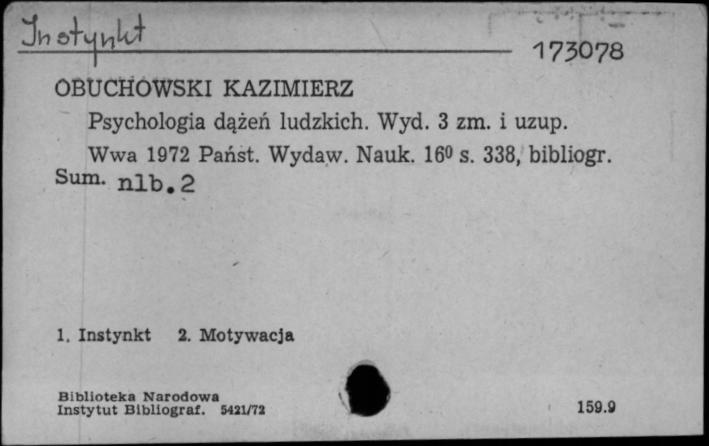 Instynkt
173078
OBUCHOWSKI KAZIMIERZ
Psychologia dążeń ludzkich. Wyd. 3 zm. i uzup.
Wwa 1972 Państ. Wydaw. Nauk. 16⁰ s. 338, bibliogr.
Sum. nlb. 2
1. Instynkt 2. Motywacja
Biblioteka Narodowa
Instytut Bibliograf. 5421/72
159.9